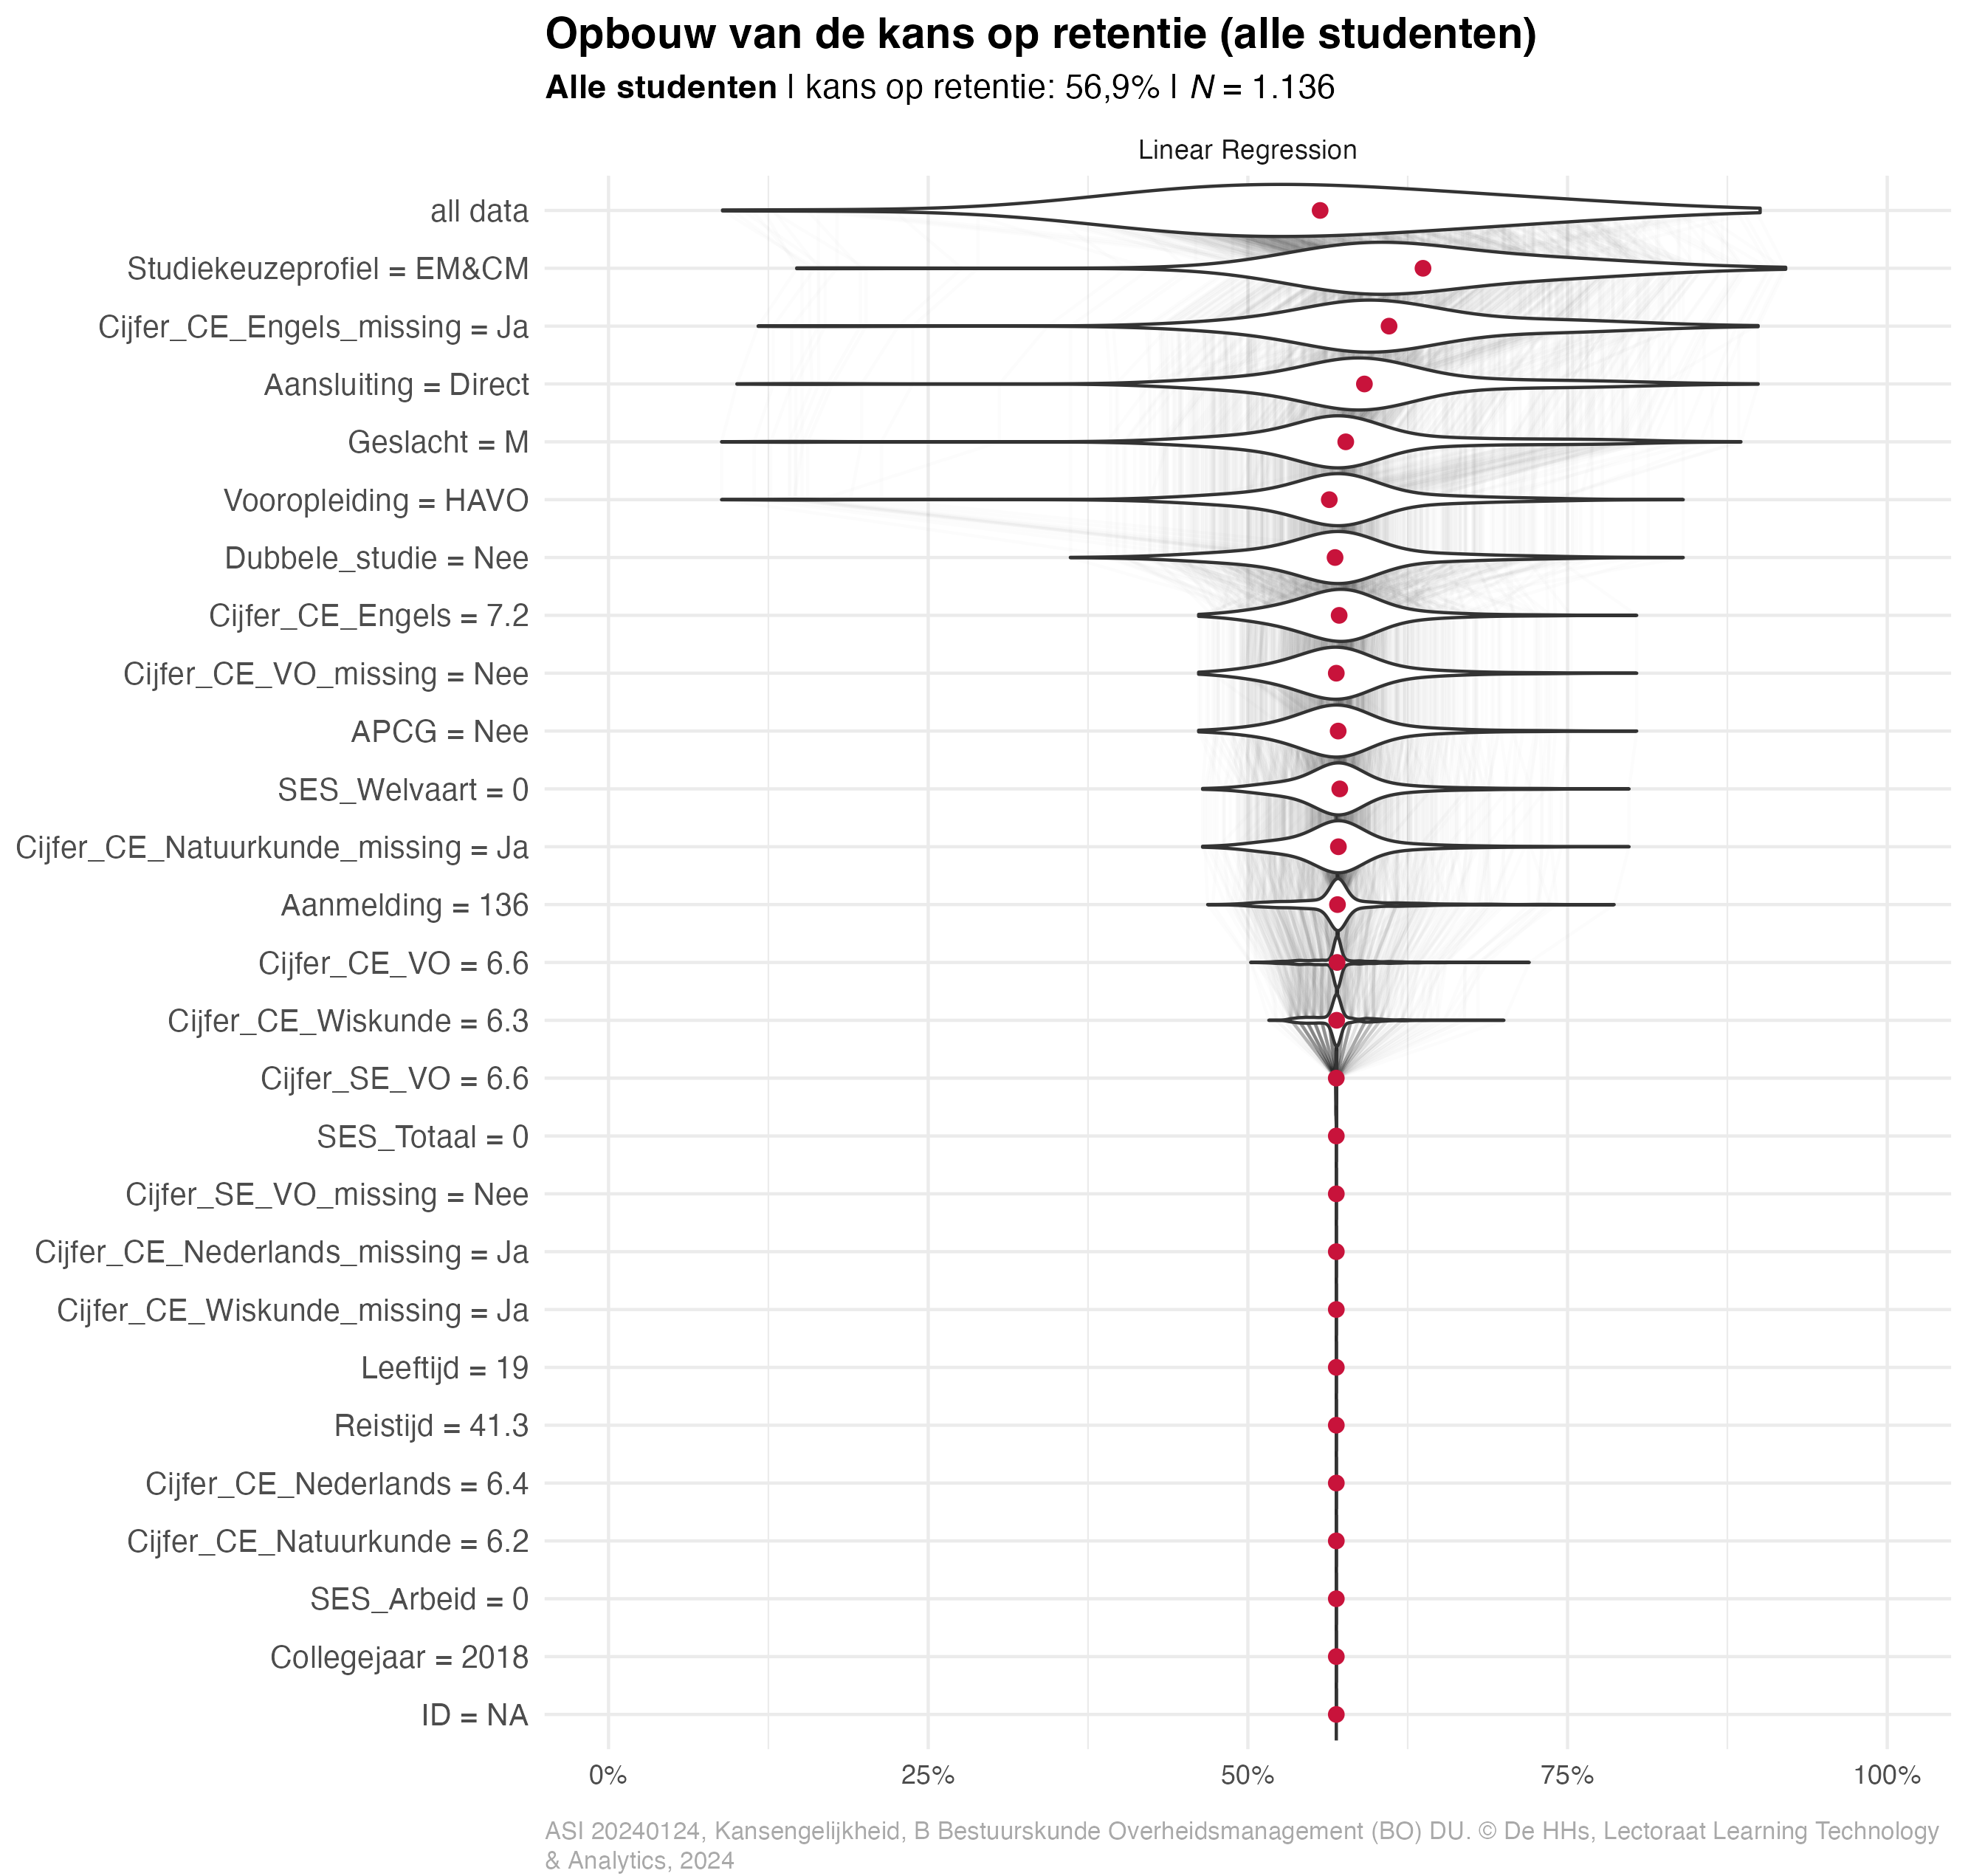 Opbouw van de kans op retentie (alle studenten)
Alle studenten | kans op retentie: 56,9% | N = 1.136
Linear Regression
all data
Studiekeuzeprofiel = EM&CM
Cijfer_CE_Engels_missing = Ja
Aansluiting = Direct
Geslacht = M
Vooropleiding = HAVO
Dubbele_studie = Nee
Cijfer_CE_Engels = 7.2
Cijfer_CE_VO_missing = Nee
APCG = Nee
SES_Welvaart = 0
Cijfer_CE_Natuurkunde_missing = Ja
Aanmelding = 136
Cijfer_CE_VO = 6.6
Cijfer_CE_Wiskunde = 6.3
Cijfer_SE_VO = 6.6
SES_Totaal = 0
Cijfer_SE_VO_missing = Nee
Cijfer_CE_Nederlands_missing = Ja
Cijfer_CE_Wiskunde_missing = Ja
Leeftijd = 19
Reistijd = 41.3
Cijfer_CE_Nederlands = 6.4
Cijfer_CE_Natuurkunde = 6.2
SES_Arbeid = 0
Collegejaar = 2018
ID = NA
0% 25% 50% 75% 100%
ASI 20240124, Kansengelijkheid, B Bestuurskunde Overheidsmanagement (BO) DU. © De HHs, Lectoraat Learning Technology
& Analytics, 2024